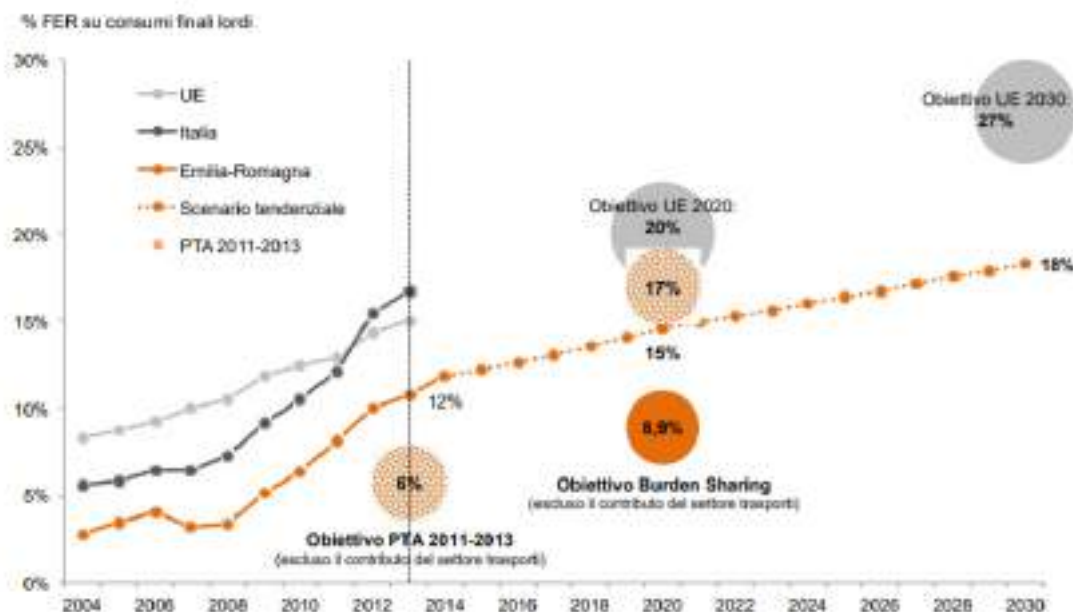 % FER su consumi finali lordi
30%
25%
20%
15%
10%
5%
0%
UE
Italia
Emilia-Romagna
Scenario tendenziale
PTA 2011-2013
Obiettivo UE 2030:
27%
Obiettivo UE 2020:
20%
17%
18%
15%
12%
8,9%
6%
Obiettivo Burden Sharing
(escluso il contributo del settore trasporti)
Obiettivo PTA 2011-2013
(escluso il contributo del settore trasporti)
2004 2006 2008 2010 2012 2014 2016 2018 2020 2022 2024 2026 2028 2030